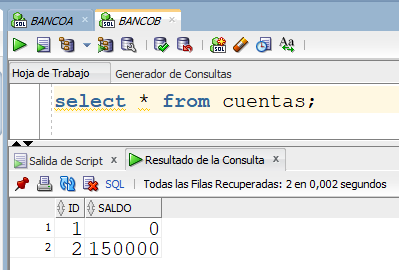 BANCOA BANCOB
Hoja de Trabajo Generador de Consultas
select * from cuentas;
Salida de Script Resultado de la Consulta
SQL Todas las Filas Recuperadas: 2 en 0,002 segundos
ID SALDO
1 1 0
2 2 150000